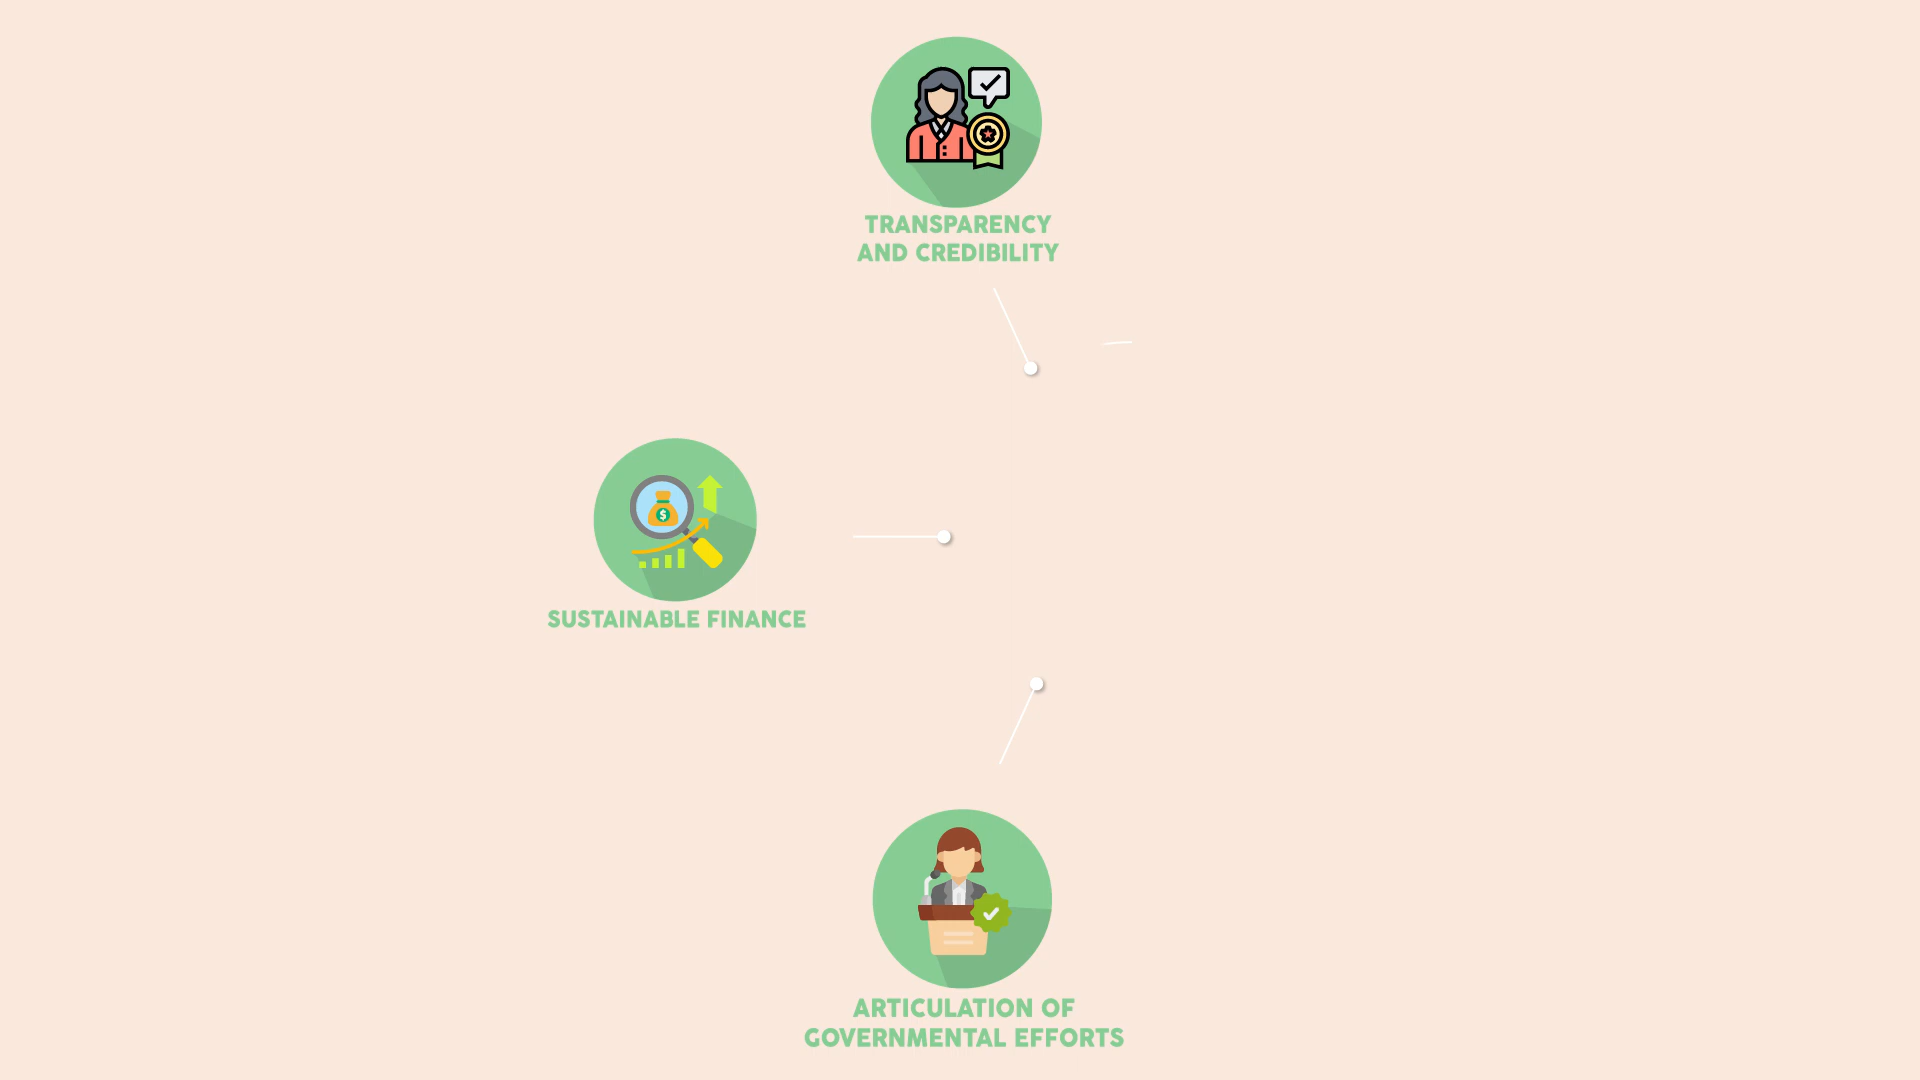 TRANSPARENCY
AND CREDIBILITY
$
SUSTAINABLE FINANCE
ARTICULATION OF
GOVERNMENTAL EFFORTS